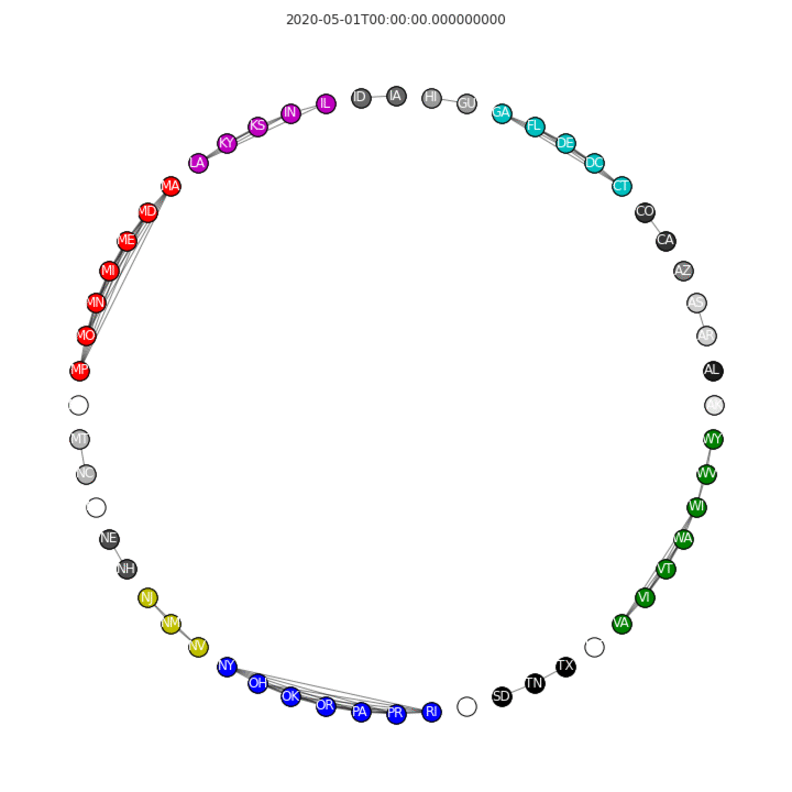 2020-05-01T00:00:00.000000000
ID
IA
HI
GU
IL
GA
IN
FL
KS
KY
DE
LA
DC
MA
CT
MD
CO
ME
CA
MI
AZ
MN
AS
MO
AR
MP
AL
MT
WY
NC
WV
WI
NE
WA
NH
VT
NJ
VI
NM
VA
NV
NY
TX
OH
TN
OK
SD
OR
PA
PR
RI